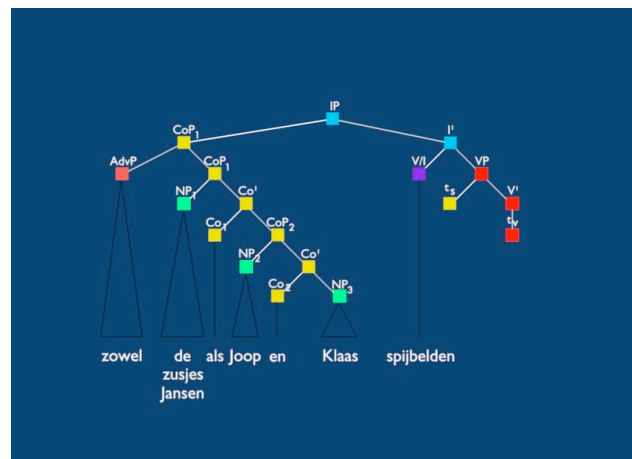 IP
CoP₁ I'
AdvP CoP₁ V/I VP
NP₁ Co' tₛ V'
Co₁ CoP₂ tᵥ
NP₂ Co'
Co₂ NP₃
zowel de als Joop en Klaas spijbelden
zusjes
Jansen